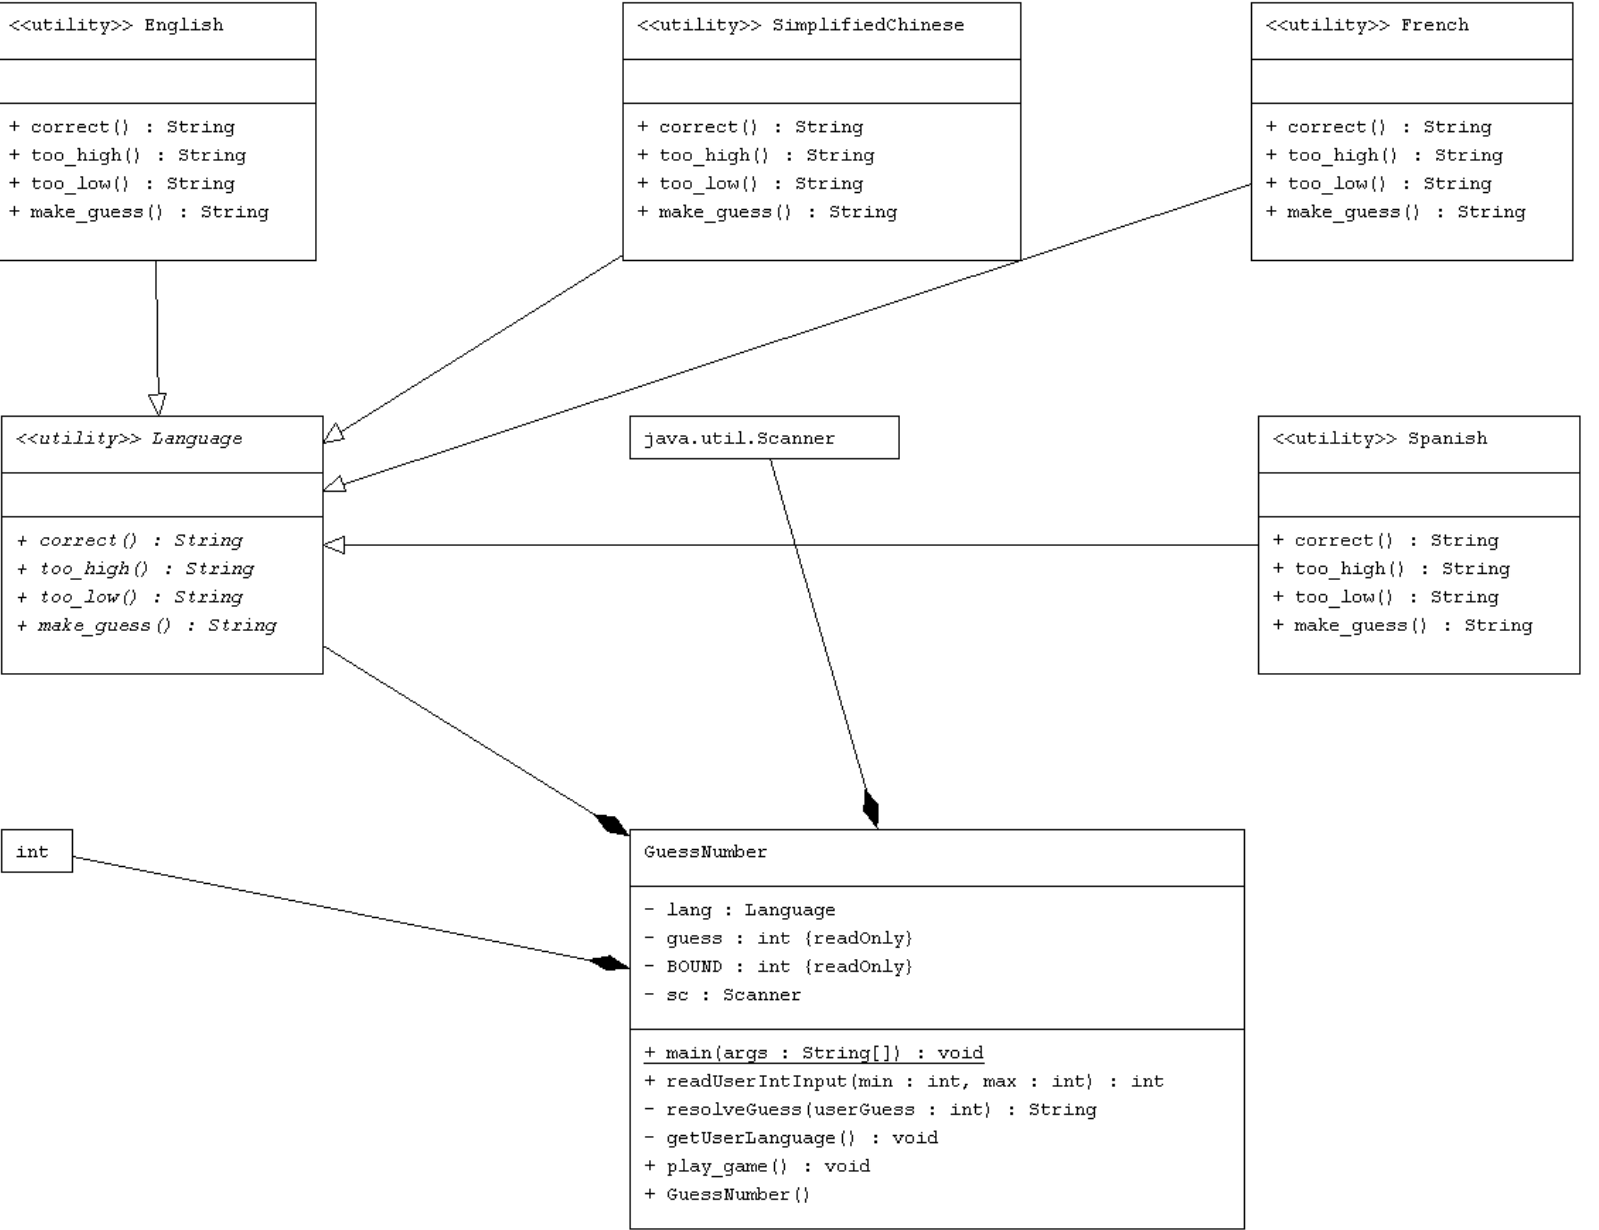 <<utility>> English
+ correct() : String
+ too_high() : String
+ too_low() : String
+ make_guess() : String
<<utility>> SimplifiedChinese
+ correct() : String
+ too_high() : String
+ too_low() : String
+ make_guess() : String
<<utility>> French
+ correct() : String
+ too_high() : String
+ too_low() : String
+ make_guess() : String
<<utility>> Language
+ correct() : String
+ too_high() : String
+ too_low() : String
+ make_guess() : String
java.util.Scanner
<<utility>> Spanish
+ correct() : String
+ too_high() : String
+ too_low() : String
+ make_guess() : String
int
GuessNumber
- lang : Language
- guess : int {readOnly}
- BOUND : int {readOnly}
- sc : Scanner
+ main(args : String[]) : void
+ readUserIntInput(min : int, max : int) : int
- resolveGuess(userGuess : int) : String
- getUserLanguage() : void
+ play_game() : void
+ GuessNumber()